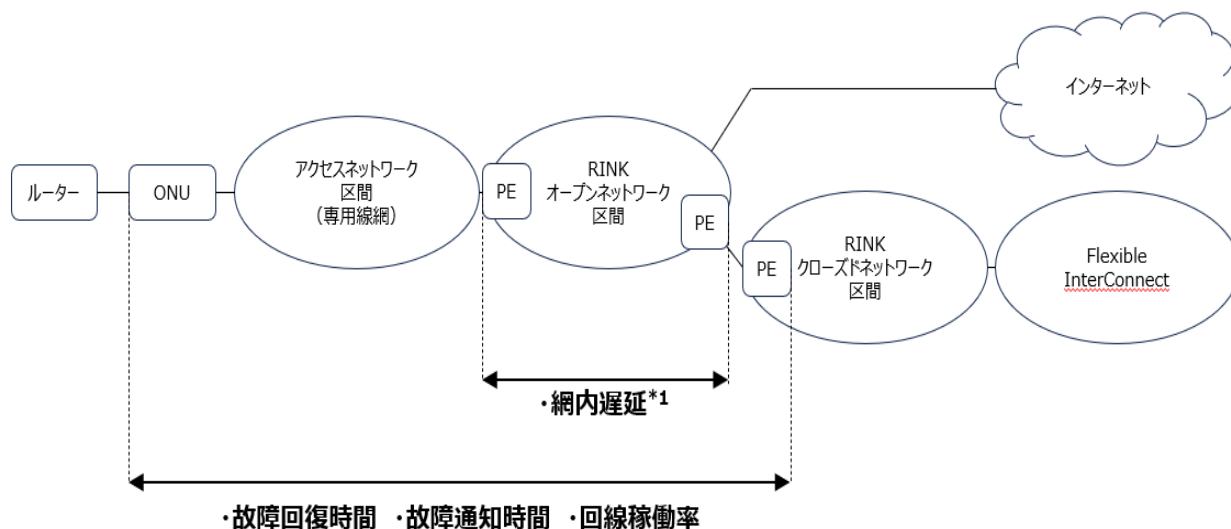 インターネット
ルーター
ONU
アクセスネットワーク
区間
(専用線網)
PE
RINK
オープンネットワーク
区間
PE
PE
RINK
クローズドネットワーク
区間
Flexible
InterConnect
・網内遅延*1
・故障回復時間 ・故障通知時間 ・回線稼働率